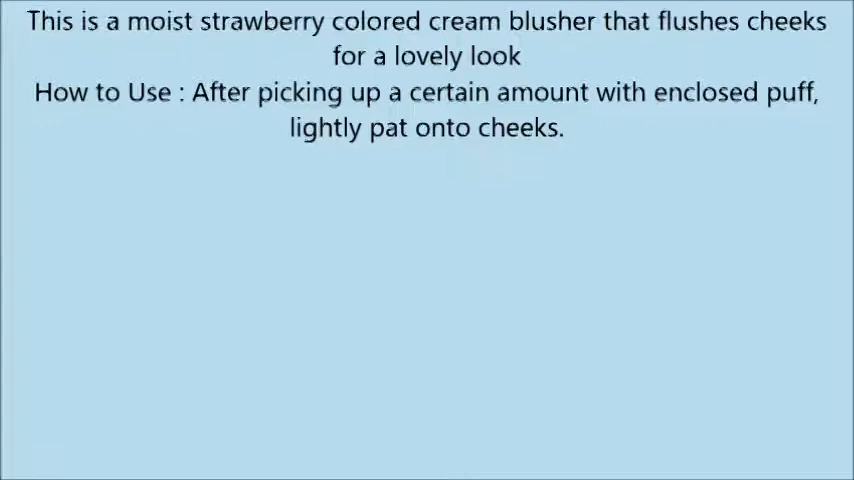 This is a moist strawberry colored cream blusher that flushes cheeks
for a lovely look
How to Use : After picking up a certain amount with enclosed puff,
lightly pat onto cheeks.